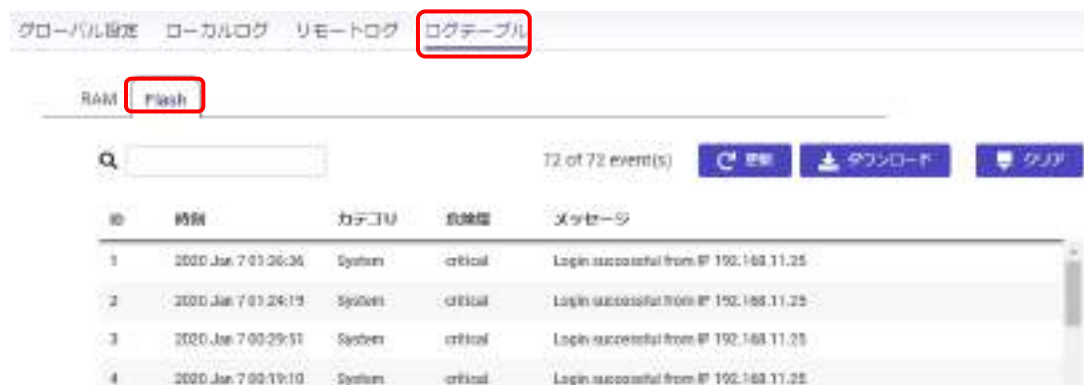 グローバル設定 ローカルログ リモートログ ログテーブル
RAM Flash
72 of 72 event(s) 更新 ダウンロード クリア
ID 時刻 カテゴリ 危険度 メッセージ
1 2020 Jan 7 01:26:36 System critical Login successful from IP 192.168.11.25
2 2020 Jan 7 01:24:19 System critical Login successful from IP 192.168.11.25
3 2020 Jan 7 00:29:51 System critical Login successful from IP 192.168.11.25
4 2020 Jan 7 00:19:10 System critical Login successful from IP 192.168.11.25